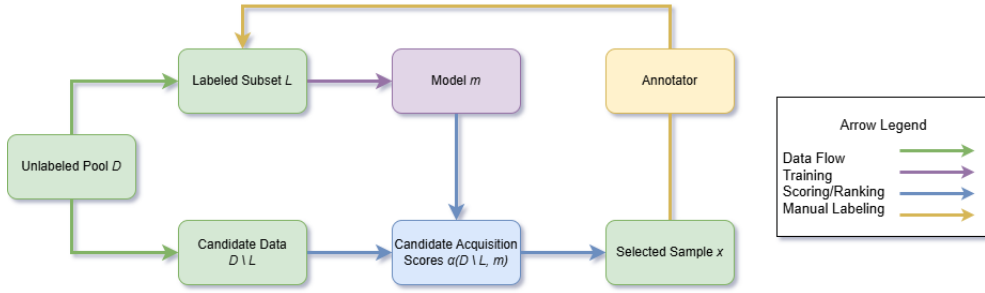 Labeled Subset L
Model m
Annotator
Unlabeled Pool D
Candidate Data
D \ L
Candidate Acquisition
Scores α(D \ L, m)
Selected Sample x
Arrow Legend
Data Flow
Training
Scoring/Ranking
Manual Labeling